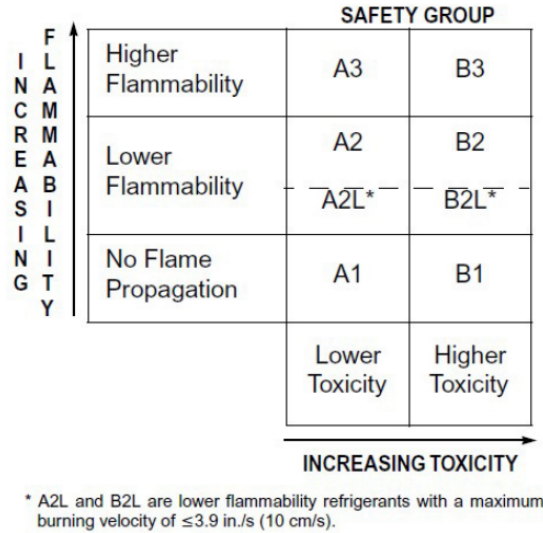 SAFETY GROUP
INCREASING
FLAMMABILITY
Higher
Flammability
A3
B3
Lower
Flammability
A2
B2
A2L*
B2L*
No Flame
Propagation
A1
B1
Lower
Toxicity
Higher
Toxicity
INCREASING TOXICITY
* A2L and B2L are lower flammability refrigerants with a maximum
burning velocity of ≤3.9 in./s (10 cm/s).